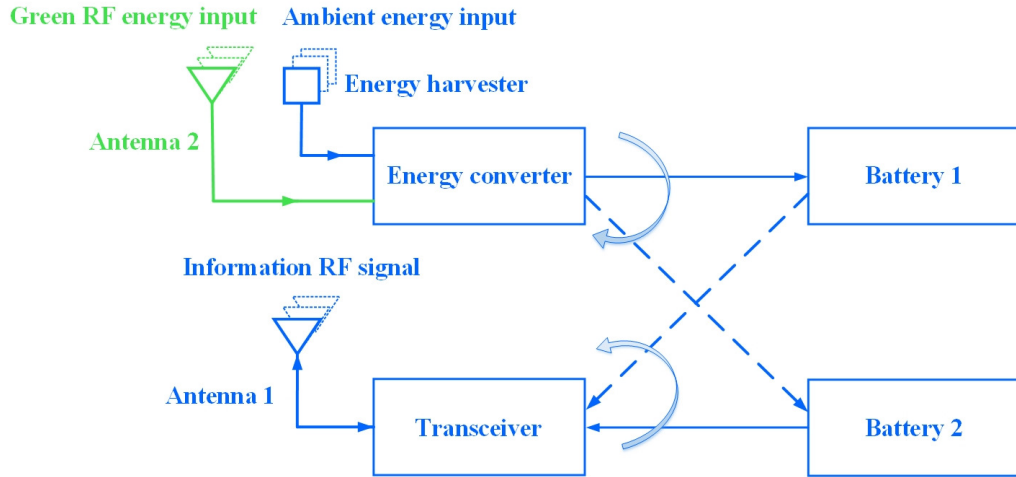 Green RF energy input
Ambient energy input
Energy harvester
Antenna 2
Energy converter
Battery 1
Information RF signal
Antenna 1
Transceiver
Battery 2